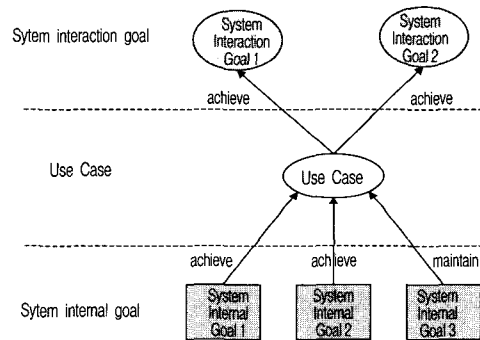 Sytem interaction goal
System
Interaction
Goal 1
System
Interaction
Goal 2
achieve
achieve
Use Case
Use Case
achieve
achieve
maintain
Sytem internal goal
System
Internal
Goal 1
System
Internal
Goal 2
System
Internal
Goal 3